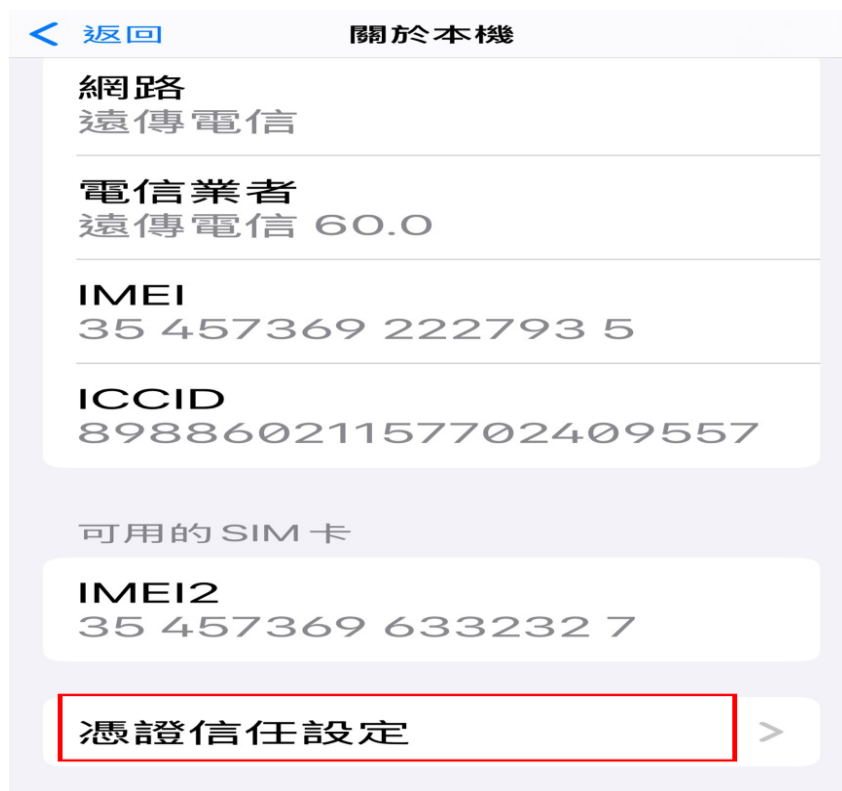 返回
關於本機
網路
遠傳電信
電信業者
遠傳電信 60.0
IMEI
35 457369 222793 5
ICCID
89886021157702409557
可用的 SIM 卡
IMEI2
35 457369 633232 7
憑證信任設定